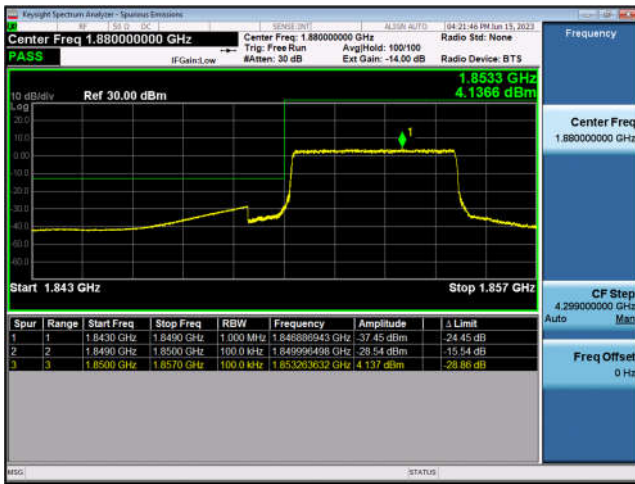 Keysight Spectrum Analyzer - Spurious Emissions
RF 50 Ω DC SENSE:INT ALIGN AUTO 04:21:46 PM Jun 15, 2023
Center Freq 1.880000000 GHz
PASS
IFGain:Low
Center Freq: 1.880000000 GHz
Trig: Free Run Avg|Hold: 100/100
#Atten: 30 dB Ext Gain: -14.00 dB
Radio Std: None
Radio Device: BTS
1.8533 GHz
4.1366 dBm
10 dB/div Ref 30.00 dBm
Log
20.0
10.0
0.00
-10.0
-20.0
-30.0
-40.0
-50.0
-60.0
1
Start 1.843 GHz Stop 1.857 GHz
Spur Range Start Freq Stop Freq RBW Frequency Amplitude Δ Limit
1 1 1.8430 GHz 1.8490 GHz 1.000 MHz 1.846886943 GHz -37.45 dBm -24.45 dB
2 2 1.8490 GHz 1.8500 GHz 100.0 kHz 1.849996498 GHz -28.54 dBm -15.54 dB
3 3 1.8500 GHz 1.8570 GHz 100.0 kHz 1.853263632 GHz 4.137 dBm -28.86 dB
Frequency
Center Freq
1.880000000 GHz
CF Step
4.299000000 GHz
Auto Man
Freq Offset
0 Hz
MSG STATUS